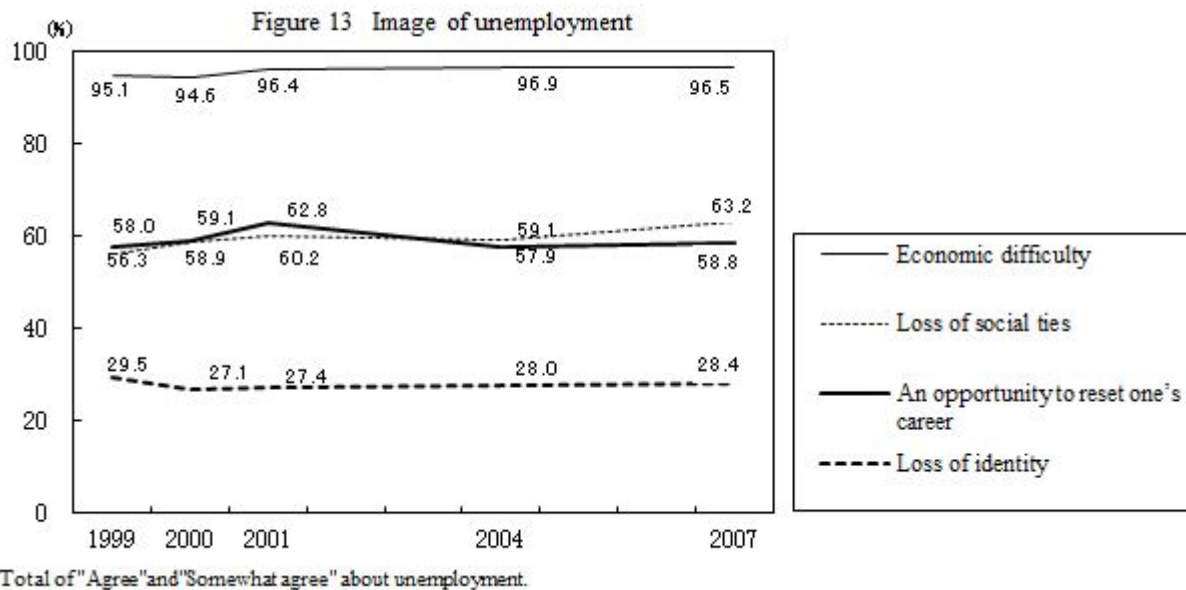 Figure 13 Image of unemployment
(%)
100
80
60
40
20
0
95.1 94.6 96.4 96.9 96.5
58.0 59.1 62.8 57.9 58.8
56.3 58.9 60.2 59.1 63.2
29.5 27.1 27.4 28.0 28.4
1999 2000 2001 2004 2007
Economic difficulty
Loss of social ties
An opportunity to reset one's
career
Loss of identity
Total of "Agree"and"Somewhat agree" about unemployment.